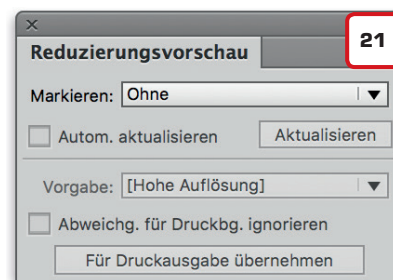 21
Reduzierungsvorschau
Markieren: Ohne
Autom. aktualisieren Aktualisieren
Vorgabe: [Hohe Auflösung]
Abweichg. für Druckbg. ignorieren
Für Druckausgabe übernehmen